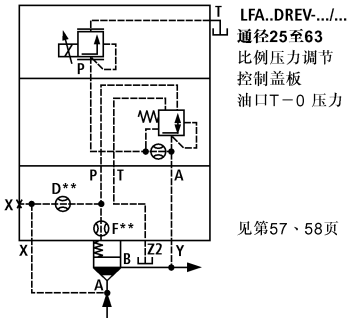 T
LFA..DREV-.../...
通径25至63
比例压力调节
控制盖板
油口T-0 压力
P
P
T
A
D**
X
F**
见第57、58页
X
Z2
Y
B
A